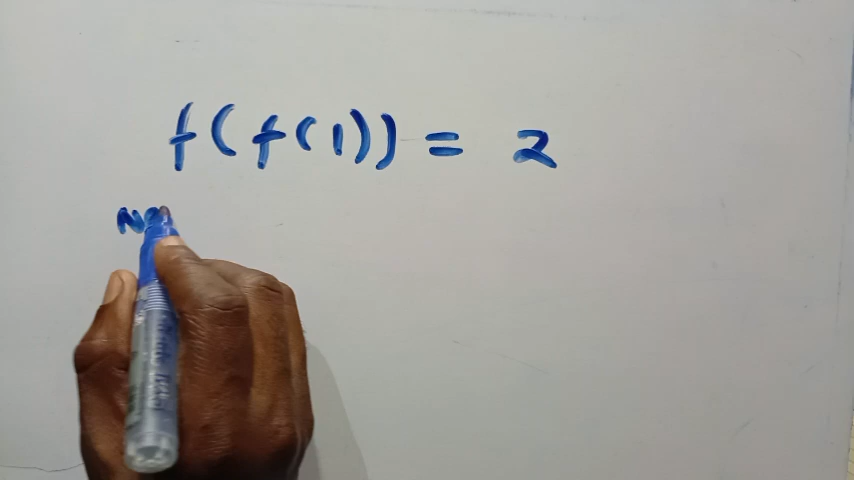 f(f(1)) = 2